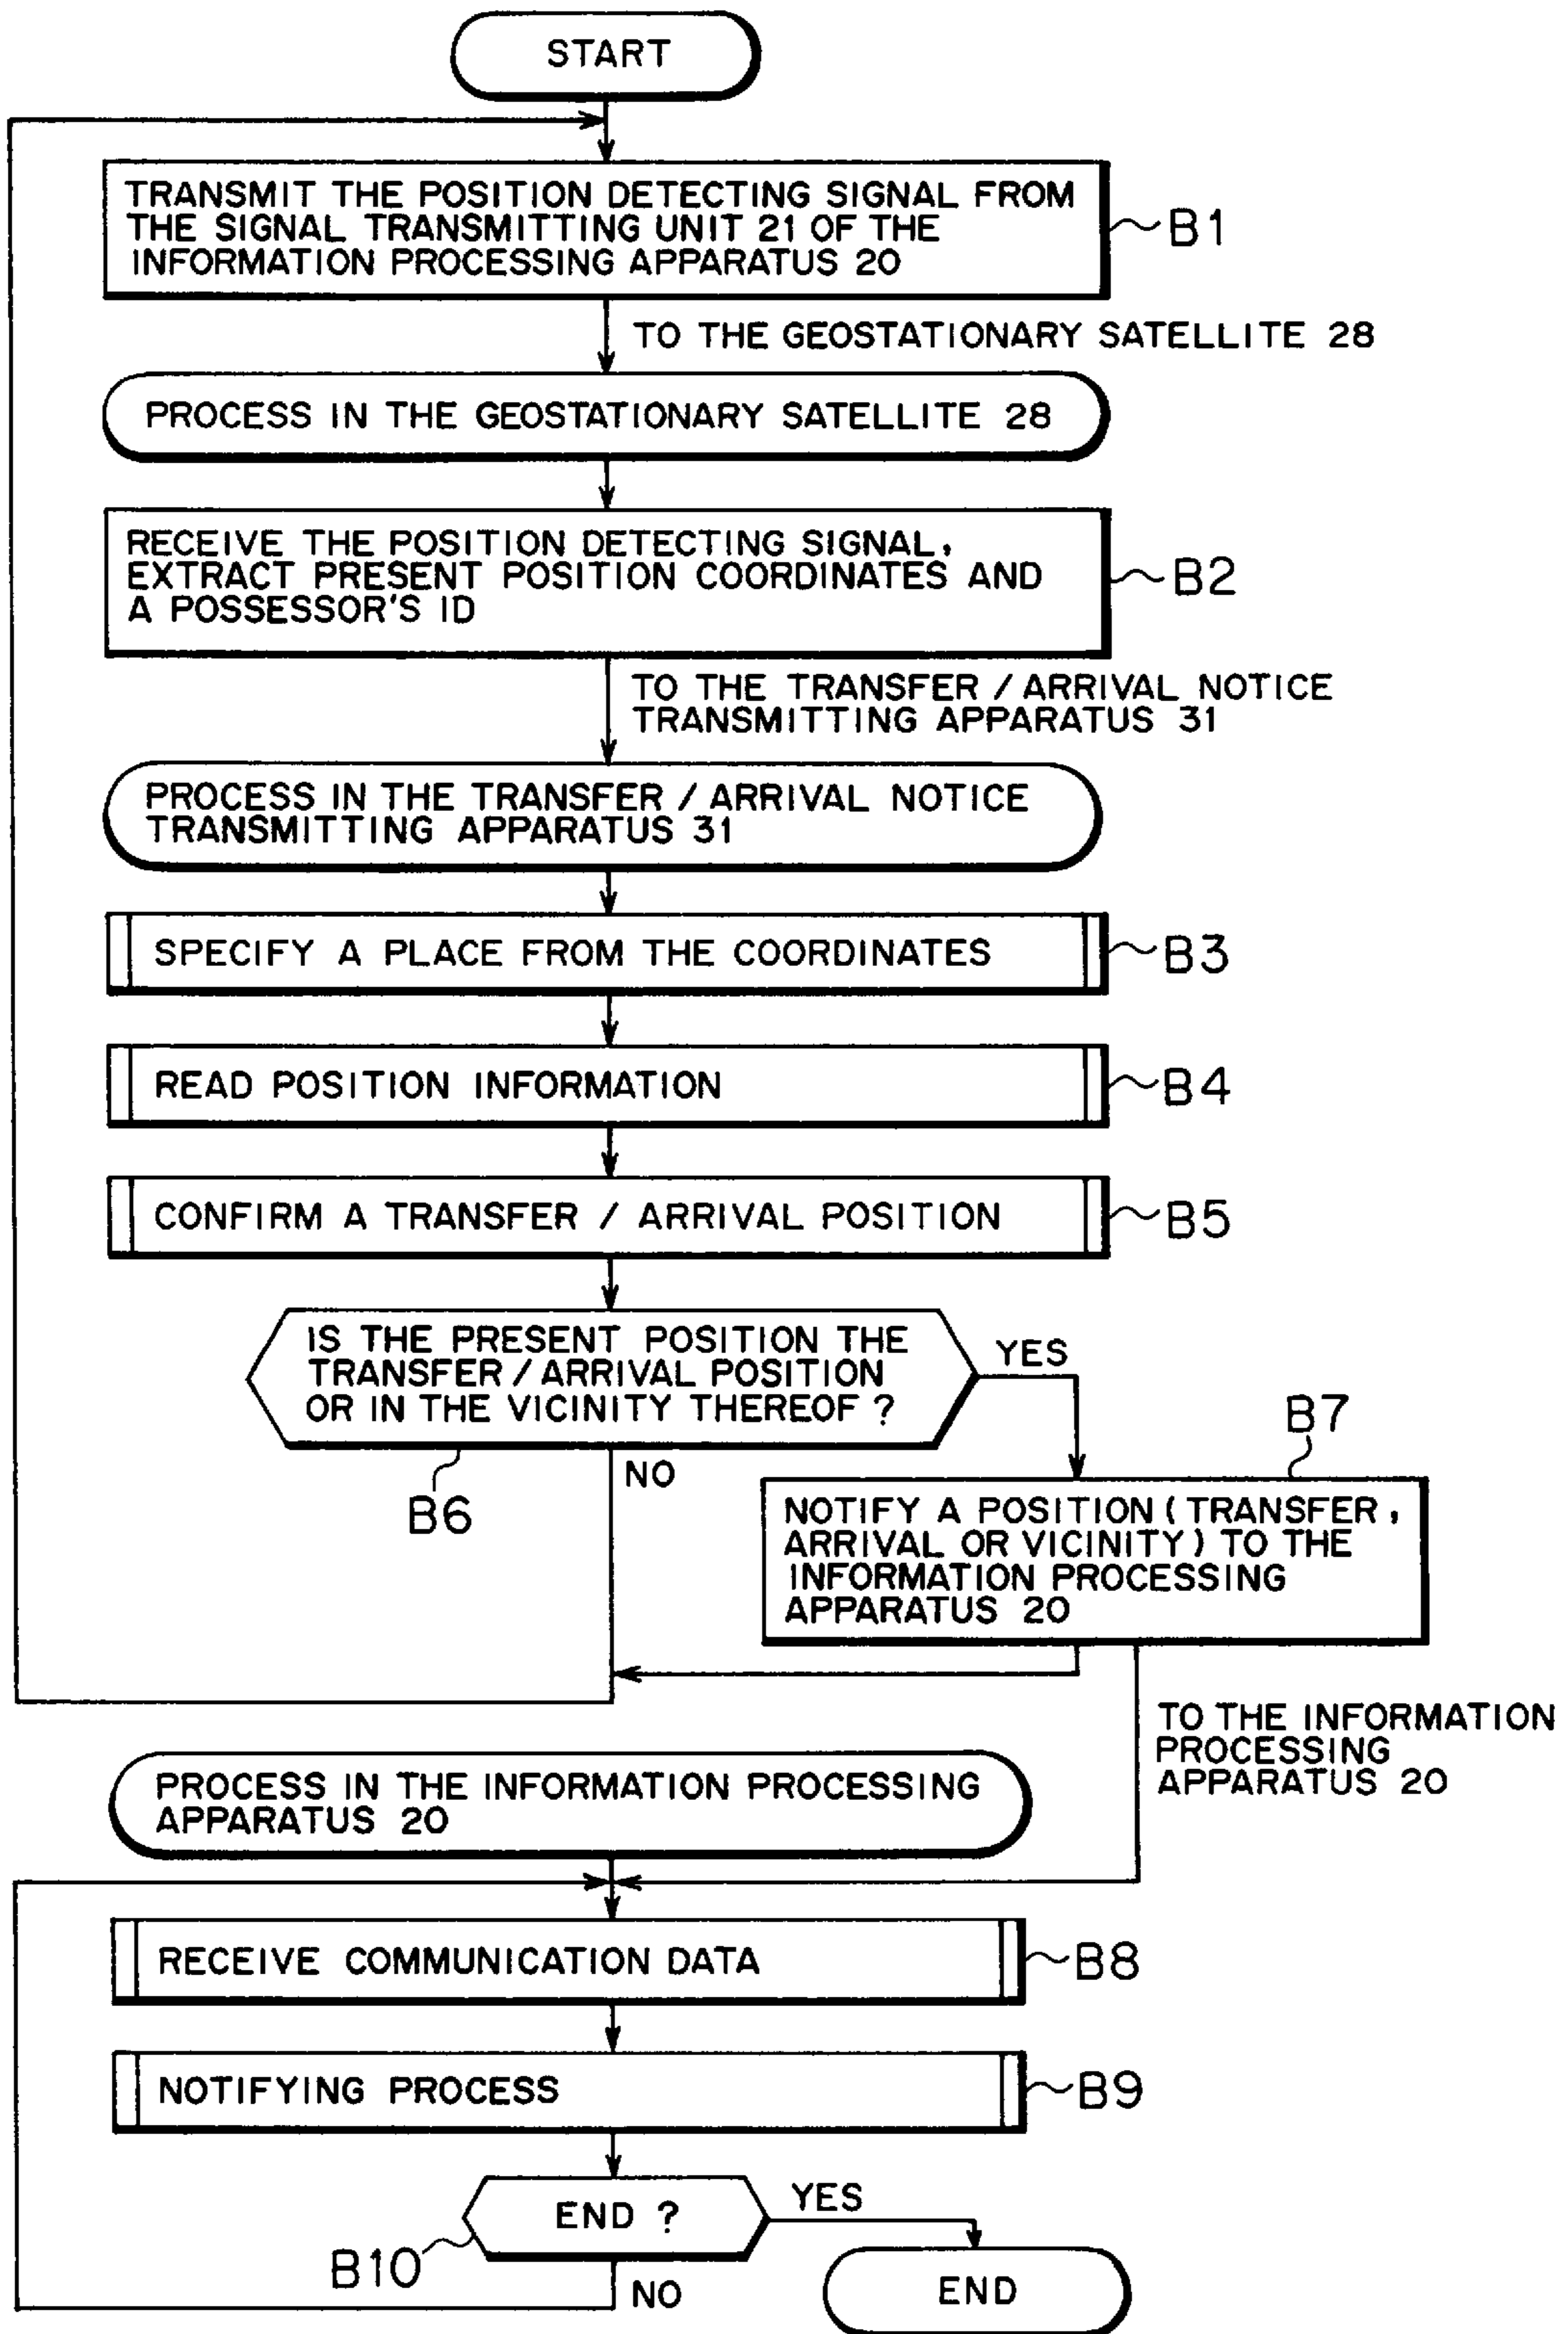 START
TRANSMIT THE POSITION DETECTING SIGNAL FROM
THE SIGNAL TRANSMITTING UNIT 21 OF THE
INFORMATION PROCESSING APPARATUS 20
B1
TO THE GEOSTATIONARY SATELLITE 28
PROCESS IN THE GEOSTATIONARY SATELLITE 28
RECEIVE THE POSITION DETECTING SIGNAL,
EXTRACT PRESENT POSITION COORDINATES AND
A POSSESSOR'S ID
B2
TO THE TRANSFER / ARRIVAL NOTICE
TRANSMITTING APPARATUS 31
PROCESS IN THE TRANSFER / ARRIVAL NOTICE
TRANSMITTING APPARATUS 31
SPECIFY A PLACE FROM THE COORDINATES
B3
READ POSITION INFORMATION
B4
CONFIRM A TRANSFER / ARRIVAL POSITION
B5
IS THE PRESENT POSITION THE
TRANSFER / ARRIVAL POSITION
OR IN THE VICINITY THEREOF ?
YES
B6
NO
B7
NOTIFY A POSITION ( TRANSFER,
ARRIVAL OR VICINITY ) TO THE
INFORMATION PROCESSING
APPARATUS 20
TO THE INFORMATION
PROCESSING
APPARATUS 20
PROCESS IN THE INFORMATION PROCESSING
APPARATUS 20
RECEIVE COMMUNICATION DATA
B8
NOTIFYING PROCESS
B9
END ?
YES
B10
NO
END